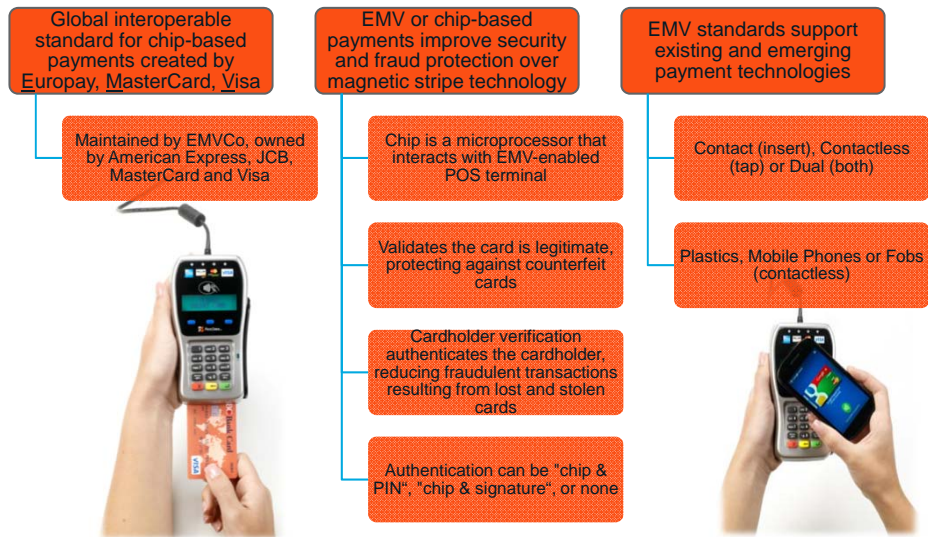 Global interoperable
standard for chip-based
payments created by
Europay, MasterCard, Visa
Maintained by EMVCo, owned
by American Express, JCB,
MasterCard and Visa
EMV or chip-based
payments improve security
and fraud protection over
magnetic stripe technology
Chip is a microprocessor that
interacts with EMV-enabled
POS terminal
Validates the card is legitimate,
protecting against counterfeit
cards
Cardholder verification
authenticates the cardholder,
reducing fraudulent transactions
resulting from lost and stolen
cards
Authentication can be "chip &
PIN“, "chip & signature“, or none
EMV standards support
existing and emerging
payment technologies
Contact (insert), Contactless
(tap) or Dual (both)
Plastics, Mobile Phones or Fobs
(contactless)
Bank Card
VISA